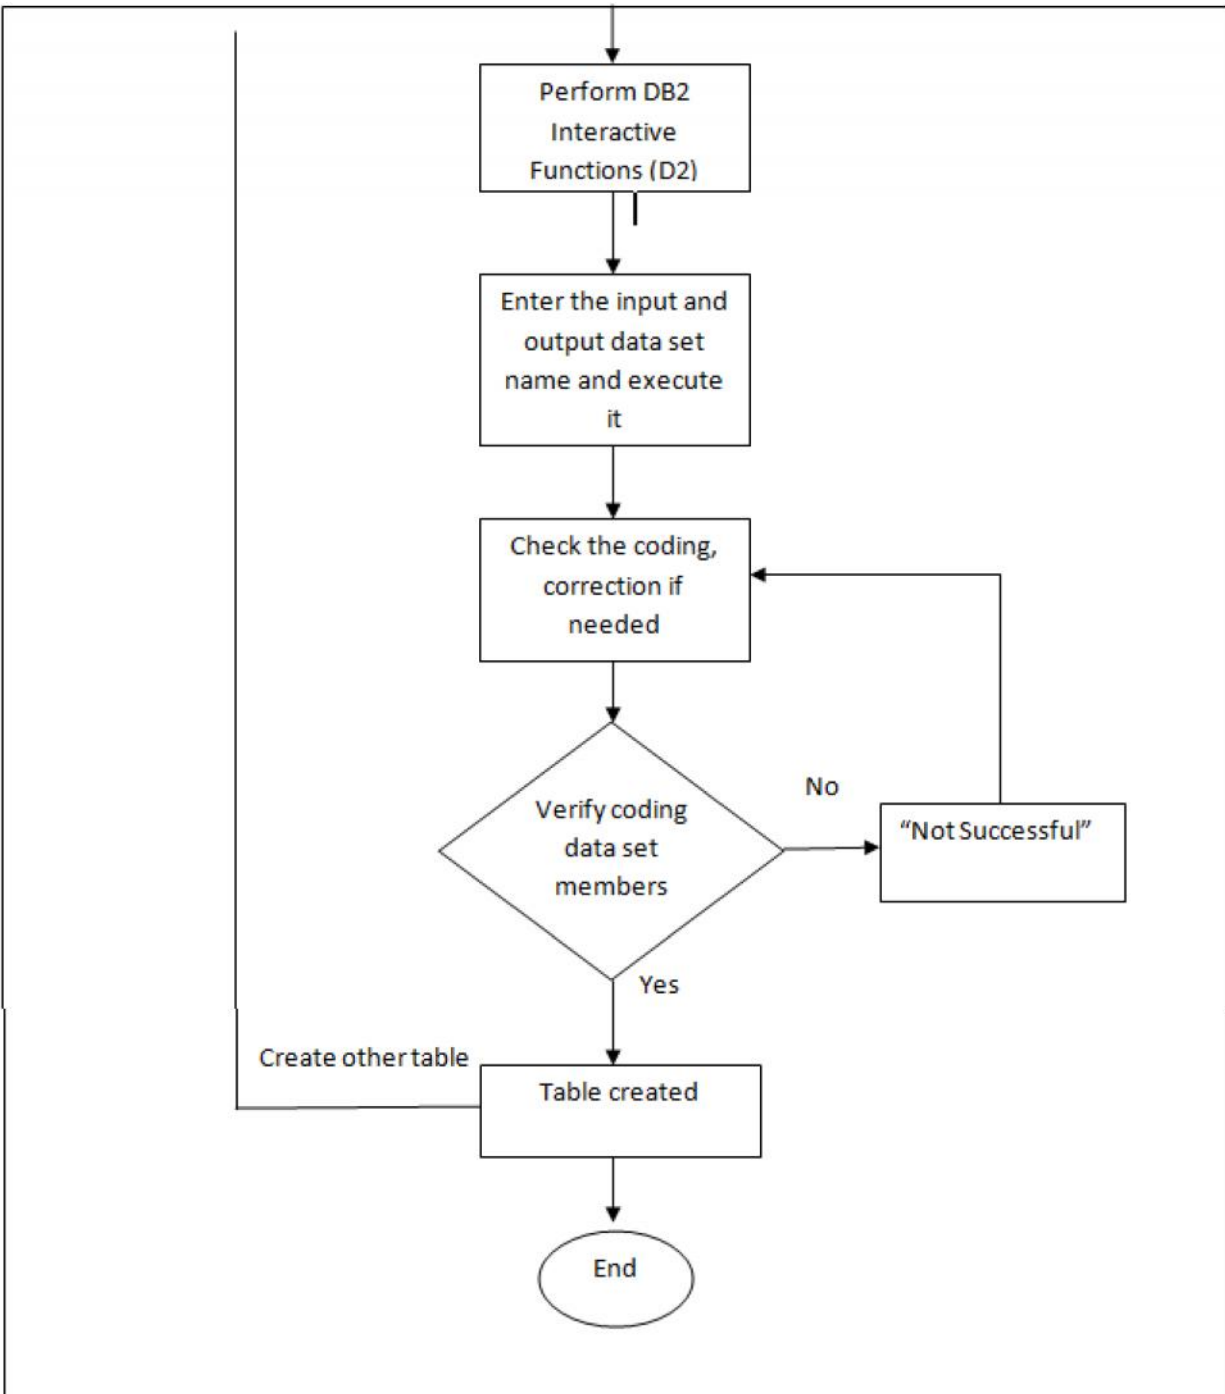 Perform DB2
Interactive
Functions (D2)
Enter the input and
output data set
name and execute
it
Check the coding,
correction if
needed
Verify coding
data set
members
No
"Not Successful"
Yes
Create other table
Table created
End